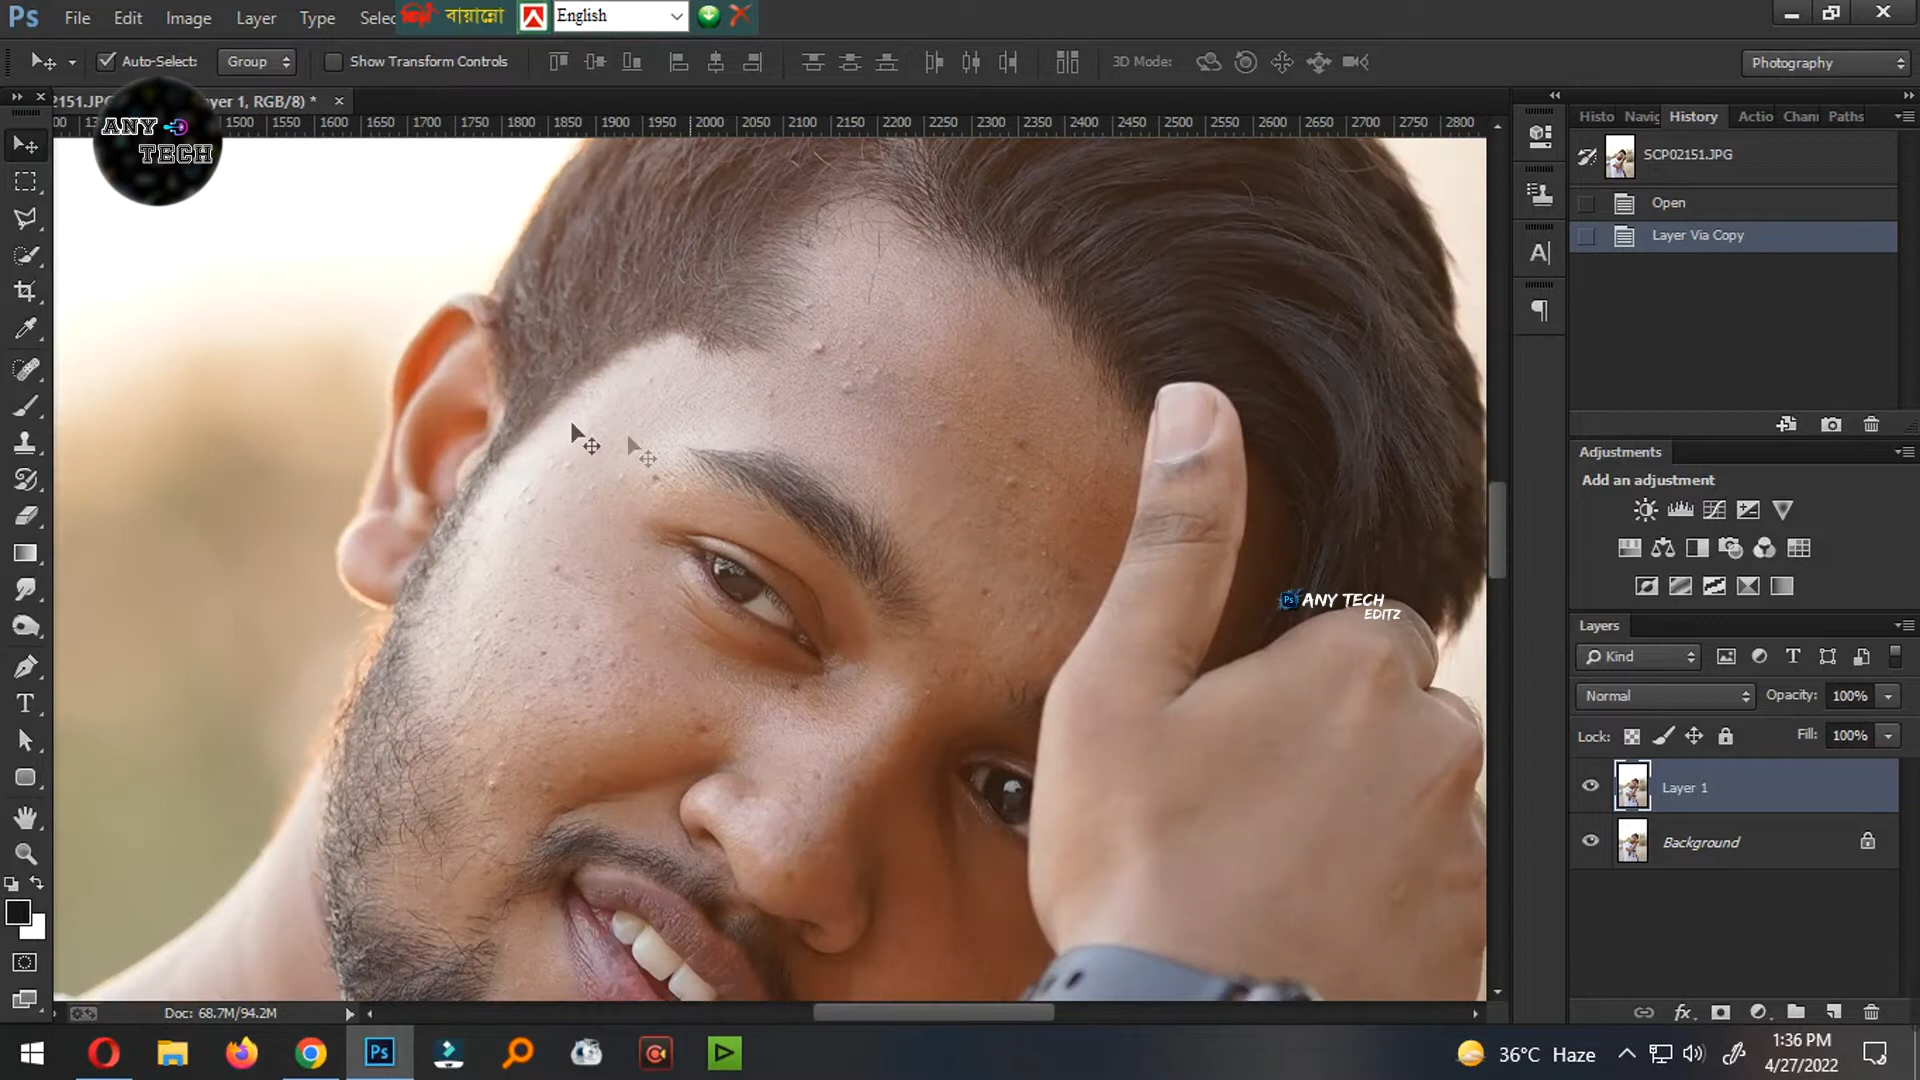 Ps File Edit Image Layer Type Selec বায়ান্নো English
Auto-Select: Group Show Transform Controls 3D Mode: Photography
2151.JPG yer 1, RGB/8) *
ANY
TECH
1500 1550 1600 1650 1700 1750 1800 1850 1900 1950 2000 2050 2100 2150 2200 2250 2300 2350 2400 2450 2500 2550 2600 2650 2700 2750 2800
Histo Navig History Actio Chann Paths
SCP02151.JPG
Open
Layer Via Copy
Adjustments
Add an adjustment
Ps ANY TECH
EDITZ
Layers
Kind
Normal Opacity: 100%
Lock: Fill: 100%
Layer 1
Background
Doc: 68.7M/94.2M
Ps 36°C Haze 1:36 PM
4/27/2022